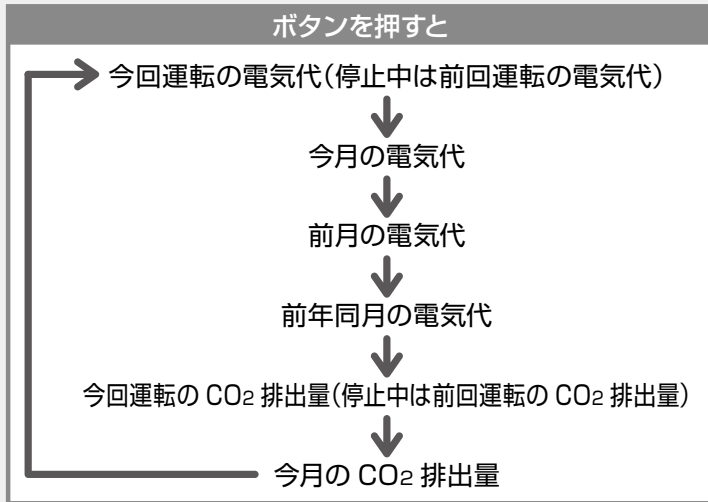 ボタンを押すと
今回運転の電気代（停止中は前回運転の電気代）
今月の電気代
前月の電気代
前年同月の電気代
今回運転の CO2 排出量（停止中は前回運転の CO2 排出量）
今月の CO2 排出量